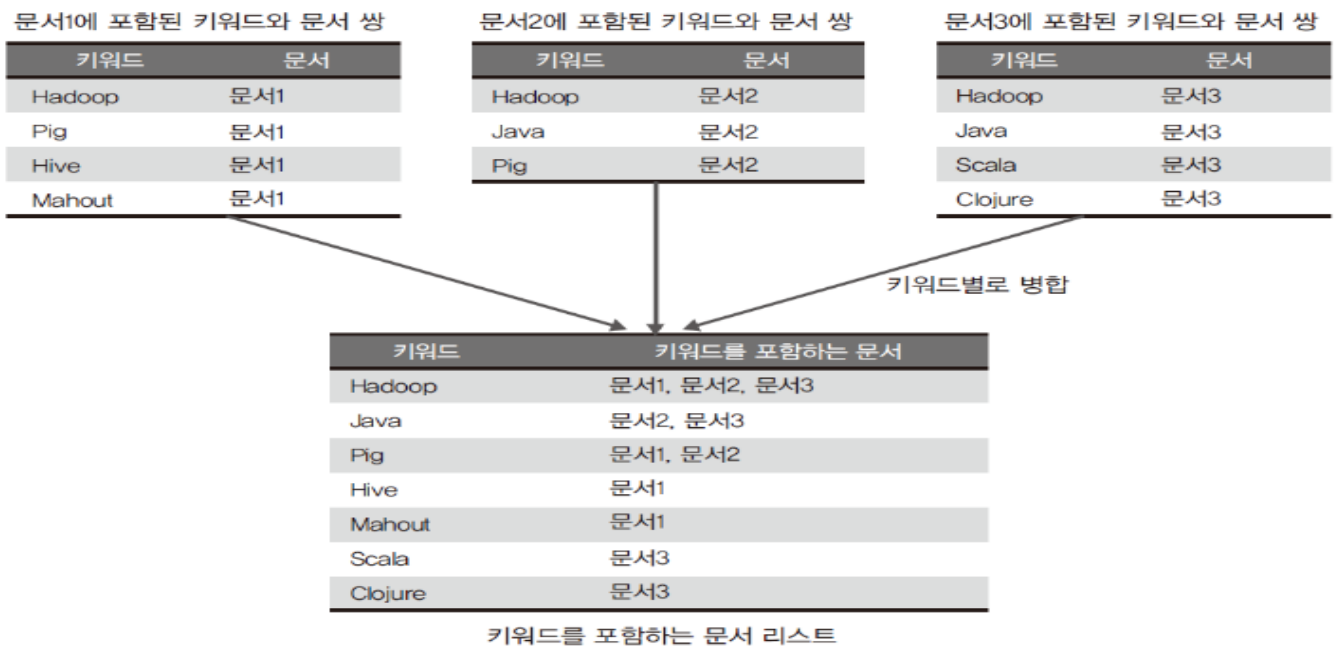 문서1에 포함된 키워드와 문서 쌍
키워드 문서
Hadoop 문서1
Pig 문서1
Hive 문서1
Mahout 문서1
문서2에 포함된 키워드와 문서 쌍
키워드 문서
Hadoop 문서2
Java 문서2
Pig 문서2
문서3에 포함된 키워드와 문서 쌍
키워드 문서
Hadoop 문서3
Java 문서3
Scala 문서3
Clojure 문서3
키워드별로 병합
키워드 키워드를 포함하는 문서
Hadoop 문서1, 문서2, 문서3
Java 문서2, 문서3
Pig 문서1, 문서2
Hive 문서1
Mahout 문서1
Scala 문서3
Clojure 문서3
키워드를 포함하는 문서 리스트